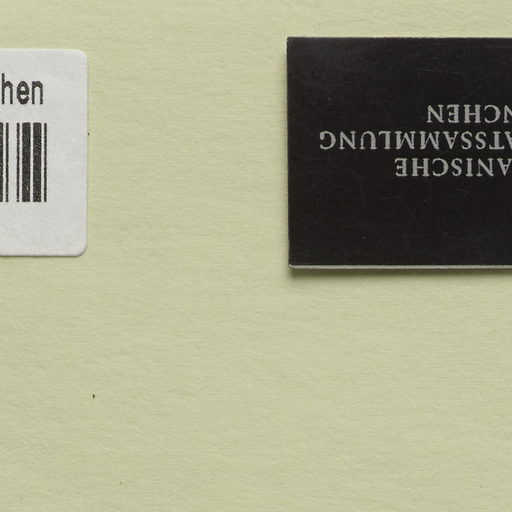 hen
ANISCHE
ATSSAMMLUNG
NCHEN